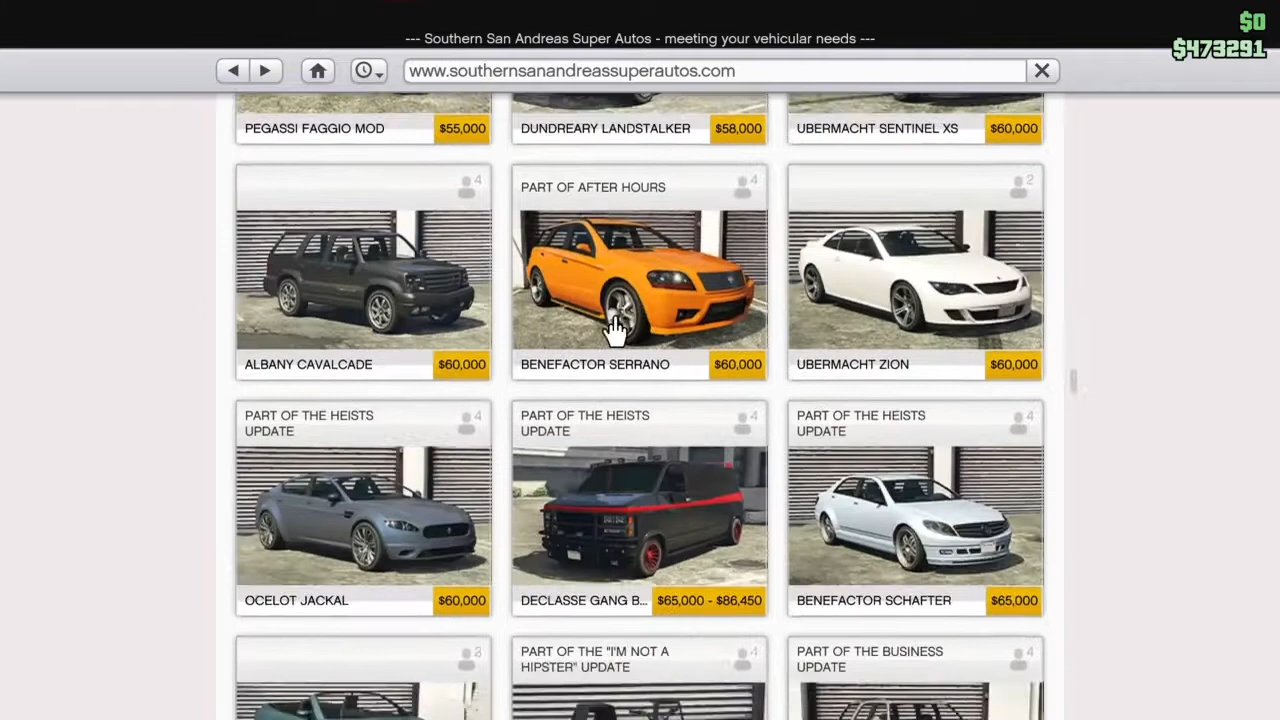 $0
--- Southern San Andreas Super Autos - meeting your vehicular needs ---
$473291
www.southernsanandreassuperautos.com
PEGASSI FAGGIO MOD $55,000
DUNDREARY LANDSTALKER $58,000
UBERMACHT SENTINEL XS $60,000
4
PART OF AFTER HOURS 4
2
ALBANY CAVALCADE $60,000
BENEFACTOR SERRANO $60,000
UBERMACHT ZION $60,000
PART OF THE HEISTS
UPDATE
4
PART OF THE HEISTS
UPDATE
4
PART OF THE HEISTS
UPDATE
4
OCELOT JACKAL $60,000
DECLASSE GANG B... $65,000 - $86,450
BENEFACTOR SCHAFTER $65,000
3
PART OF THE "I'M NOT A
HIPSTER" UPDATE
4
PART OF THE BUSINESS
UPDATE
4